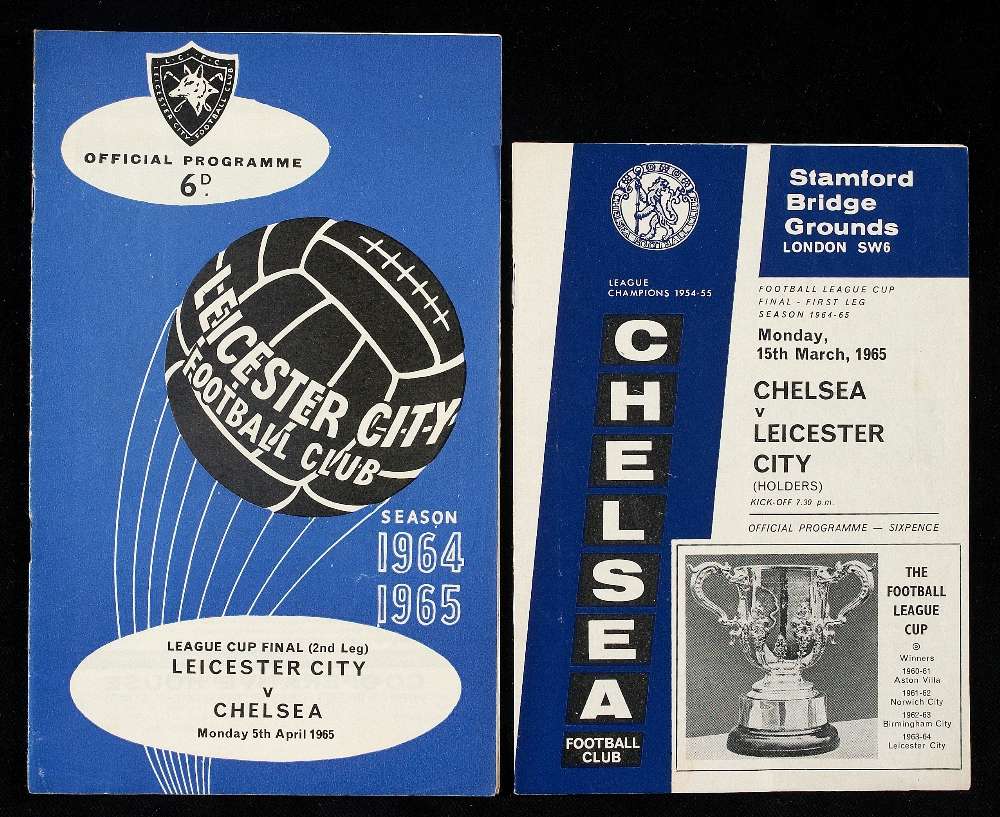 L·C·F·C
LEICESTER CITY FOOTBALL CLUB
OFFICIAL PROGRAMME
6D.
LEICESTER CITY
FOOTBALL CLUB
SEASON
1964
1965
LEAGUE CUP FINAL (2nd Leg)
LEICESTER CITY
v
CHELSEA
Monday 5th April 1965
CHELSEA FOOTBALL CLUB
LEAGUE
CHAMPIONS 1954-55
CHELSEA
FOOTBALL
CLUB
Stamford
Bridge
Grounds
LONDON SW6
FOOTBALL LEAGUE CUP
FINAL - FIRST LEG
SEASON 1964-65
Monday,
15th March, 1965
CHELSEA
v
LEICESTER
CITY
(HOLDERS)
KICK-OFF 7.30 p.m.
OFFICIAL PROGRAMME — SIXPENCE
THE
FOOTBALL
LEAGUE
CUP
Winners
1960-61
Aston Villa
1961-62
Norwich City
1962-63
Birmingham City
1963-64
Leicester City